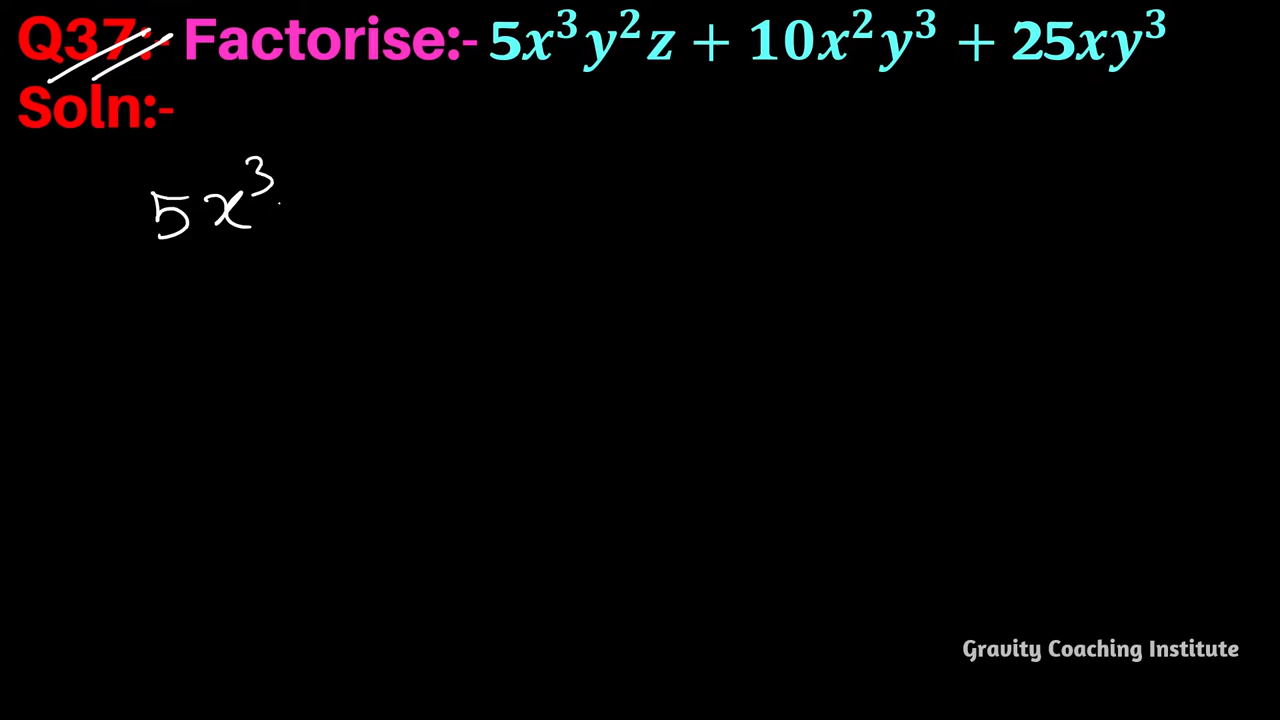 Q37:- Factorise:- 5x³y²z + 10x²y³ + 25xy³
Soln:-
5x³
Gravity Coaching Institute